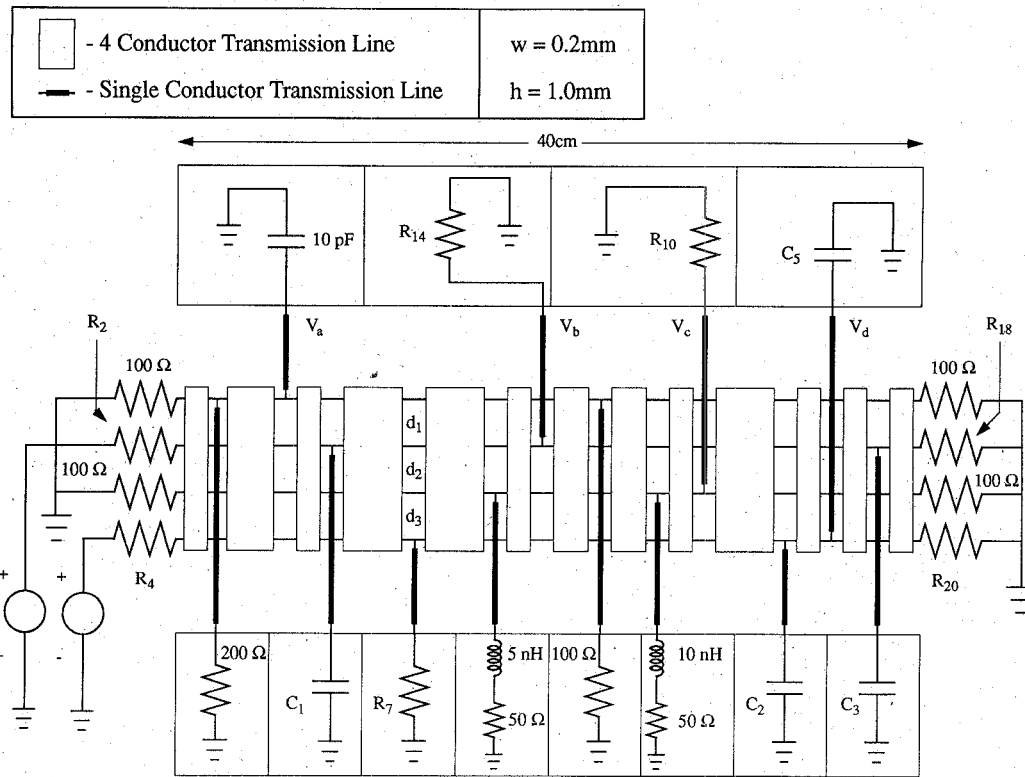 - 4 Conductor Transmission Line
w = 0.2mm
- Single Conductor Transmission Line
h = 1.0mm
40cm
10 pF
R14
R10
C5
R2
Va
Vb
Vc
Vd
R18
100 Ω
100 Ω
d1
d2
100 Ω
100 Ω
d3
R4
R20
+
+
-
-
200 Ω
C1
R7
5 nH
50 Ω
100 Ω
10 nH
50 Ω
C2
C3